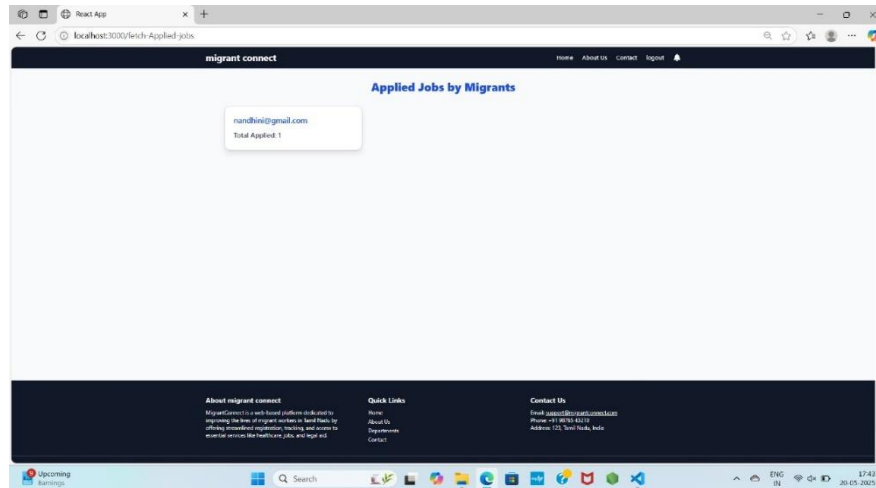 React App
localhost:3000/fetch-Applied-jobs
migrant connect
Home About Us Contact logout
Applied Jobs by Migrants
nandhini@gmail.com
Total Applied: 1
About migrant connect
MigrantConnect is a web-based platform dedicated to
improving the lives of migrant workers in Tamil Nadu by
offering streamlined registration, tracking, and access to
essential services like healthcare, jobs, and legal aid.
Quick Links
Home
About Us
Departments
Contact
Contact Us
Email: support@migrantconnect.com
Phone: +91 98765 43210
Address: 123, Tamil Nadu, India
Upcoming
Earnings
Search
ENG
IN
17:43
20-05-2025